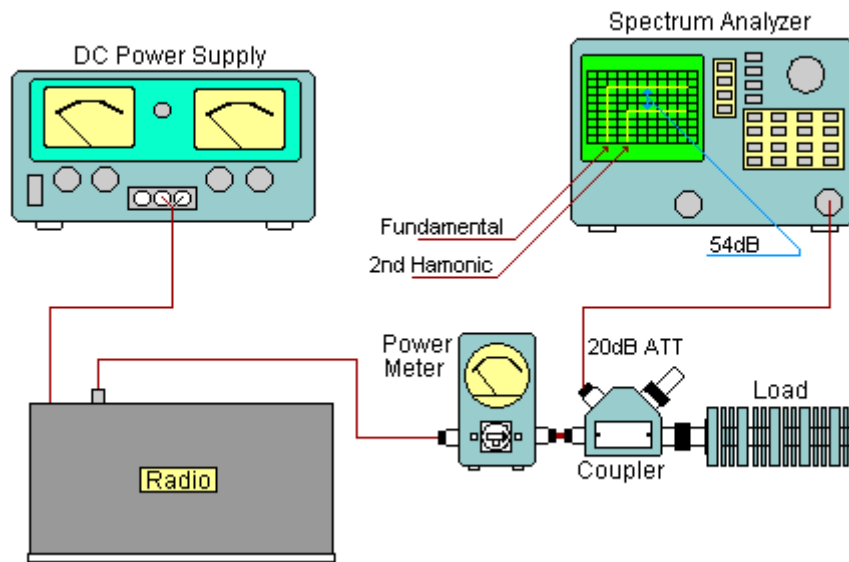 Spectrum Analyzer
DC Power Supply
Fundamental
2nd Hamonic
54dB
Power
Meter
20dB ATT
Load
Coupler
Radio